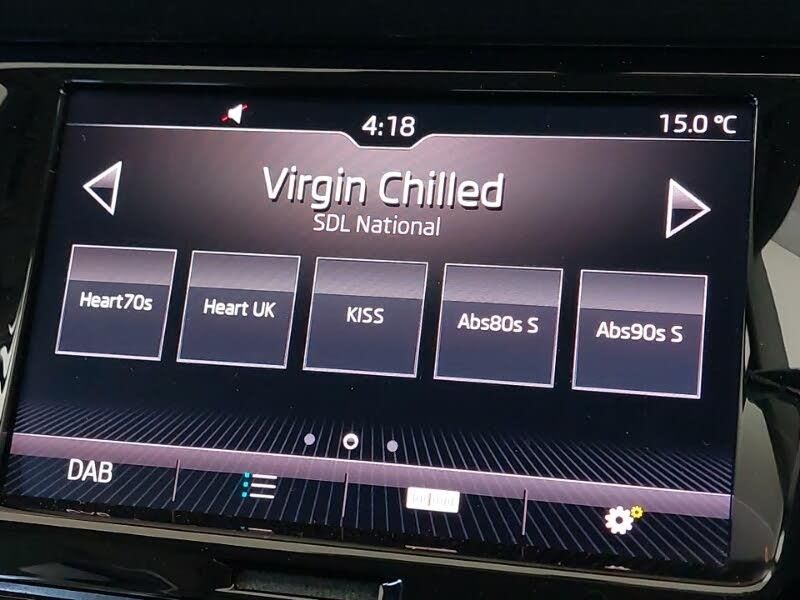 4:18
15.0 °C
Virgin Chilled
SDL National
Heart70s
Heart UK
KISS
Abs80s S
Abs90s S
DAB